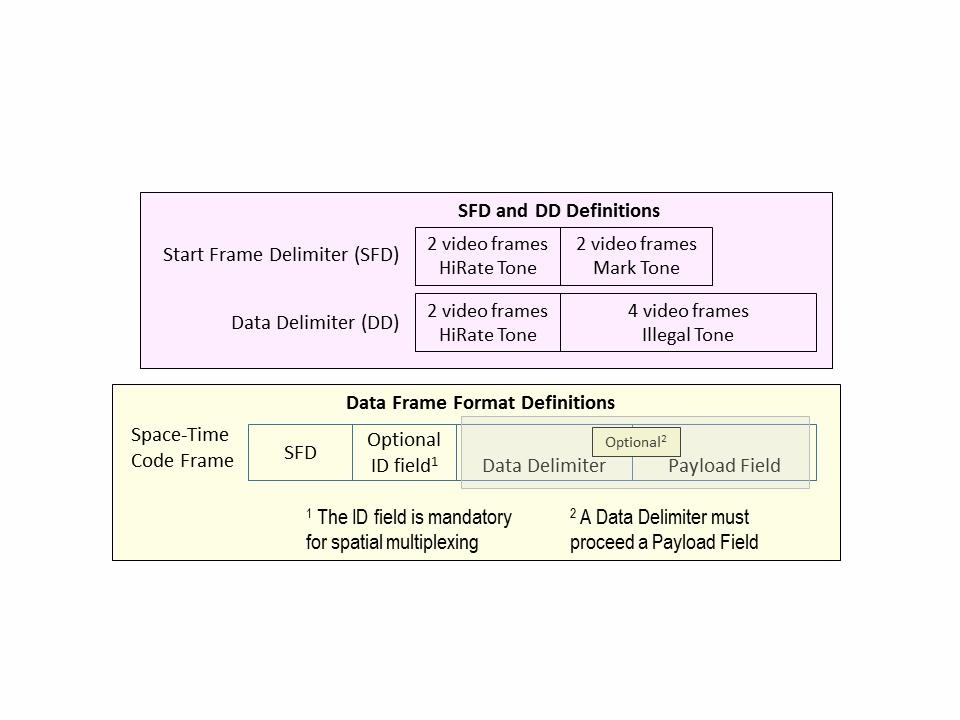 SFD and DD Definitions
Start Frame Delimiter (SFD)
2 video frames
HiRate Tone
2 video frames
Mark Tone
Data Delimiter (DD)
2 video frames
HiRate Tone
4 video frames
Illegal Tone
Data Frame Format Definitions
Space-Time
Code Frame
SFD
Optional
ID field¹
Optional²
Data Delimiter
Payload Field
¹ The ID field is mandatory
for spatial multiplexing
² A Data Delimiter must
proceed a Payload Field